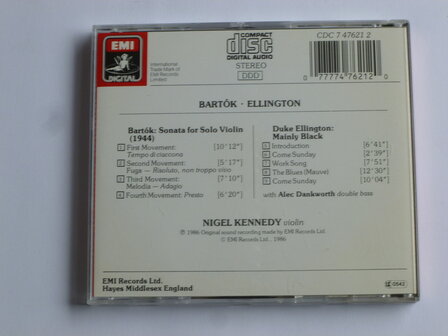 EMI
DIGITAL
International
Trade Mark of
EMI Records
Limited
COMPACT
disc
DIGITAL AUDIO
STEREO
DDD
CDC 7 47621 2
0 77774 76212 0
BARTÓK · ELLINGTON
Bartók: Sonata for Solo Violin
(1944)
1 First Movement: [10'12"]
Tempo di ciaccona
2 Second Movement: [5'17"]
Fuga — Risoluto, non troppo vivo
3 Third Movement: [7'10"]
Melodia — Adagio
4 Fourth Movement: Presto [6'20"]
Duke Ellington:
Mainly Black
5 Introduction [6'41"]
6 Come Sunday [2'39"]
7 Work Song [7'51"]
8 The Blues (Mauve) [12'30"]
9 Come Sunday [10'04"]
with Alec Dankworth double bass
NIGEL KENNEDY violin
℗ 1986 Original sound recording made by EMI Records Ltd.
© EMI Records Ltd., 1986
EMI Records Ltd.
Hayes Middlesex England